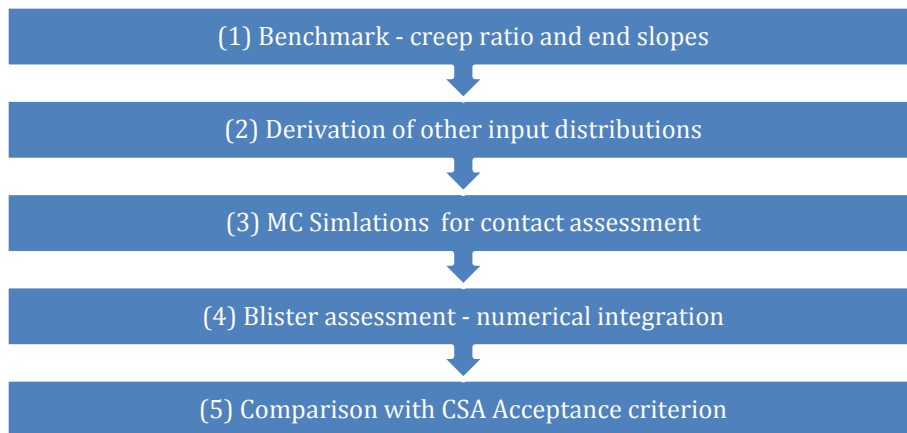 (1) Benchmark - creep ratio and end slopes
(2) Derivation of other input distributions
(3) MC Simlations for contact assessment
(4) Blister assessment - numerical integration
(5) Comparison with CSA Acceptance criterion